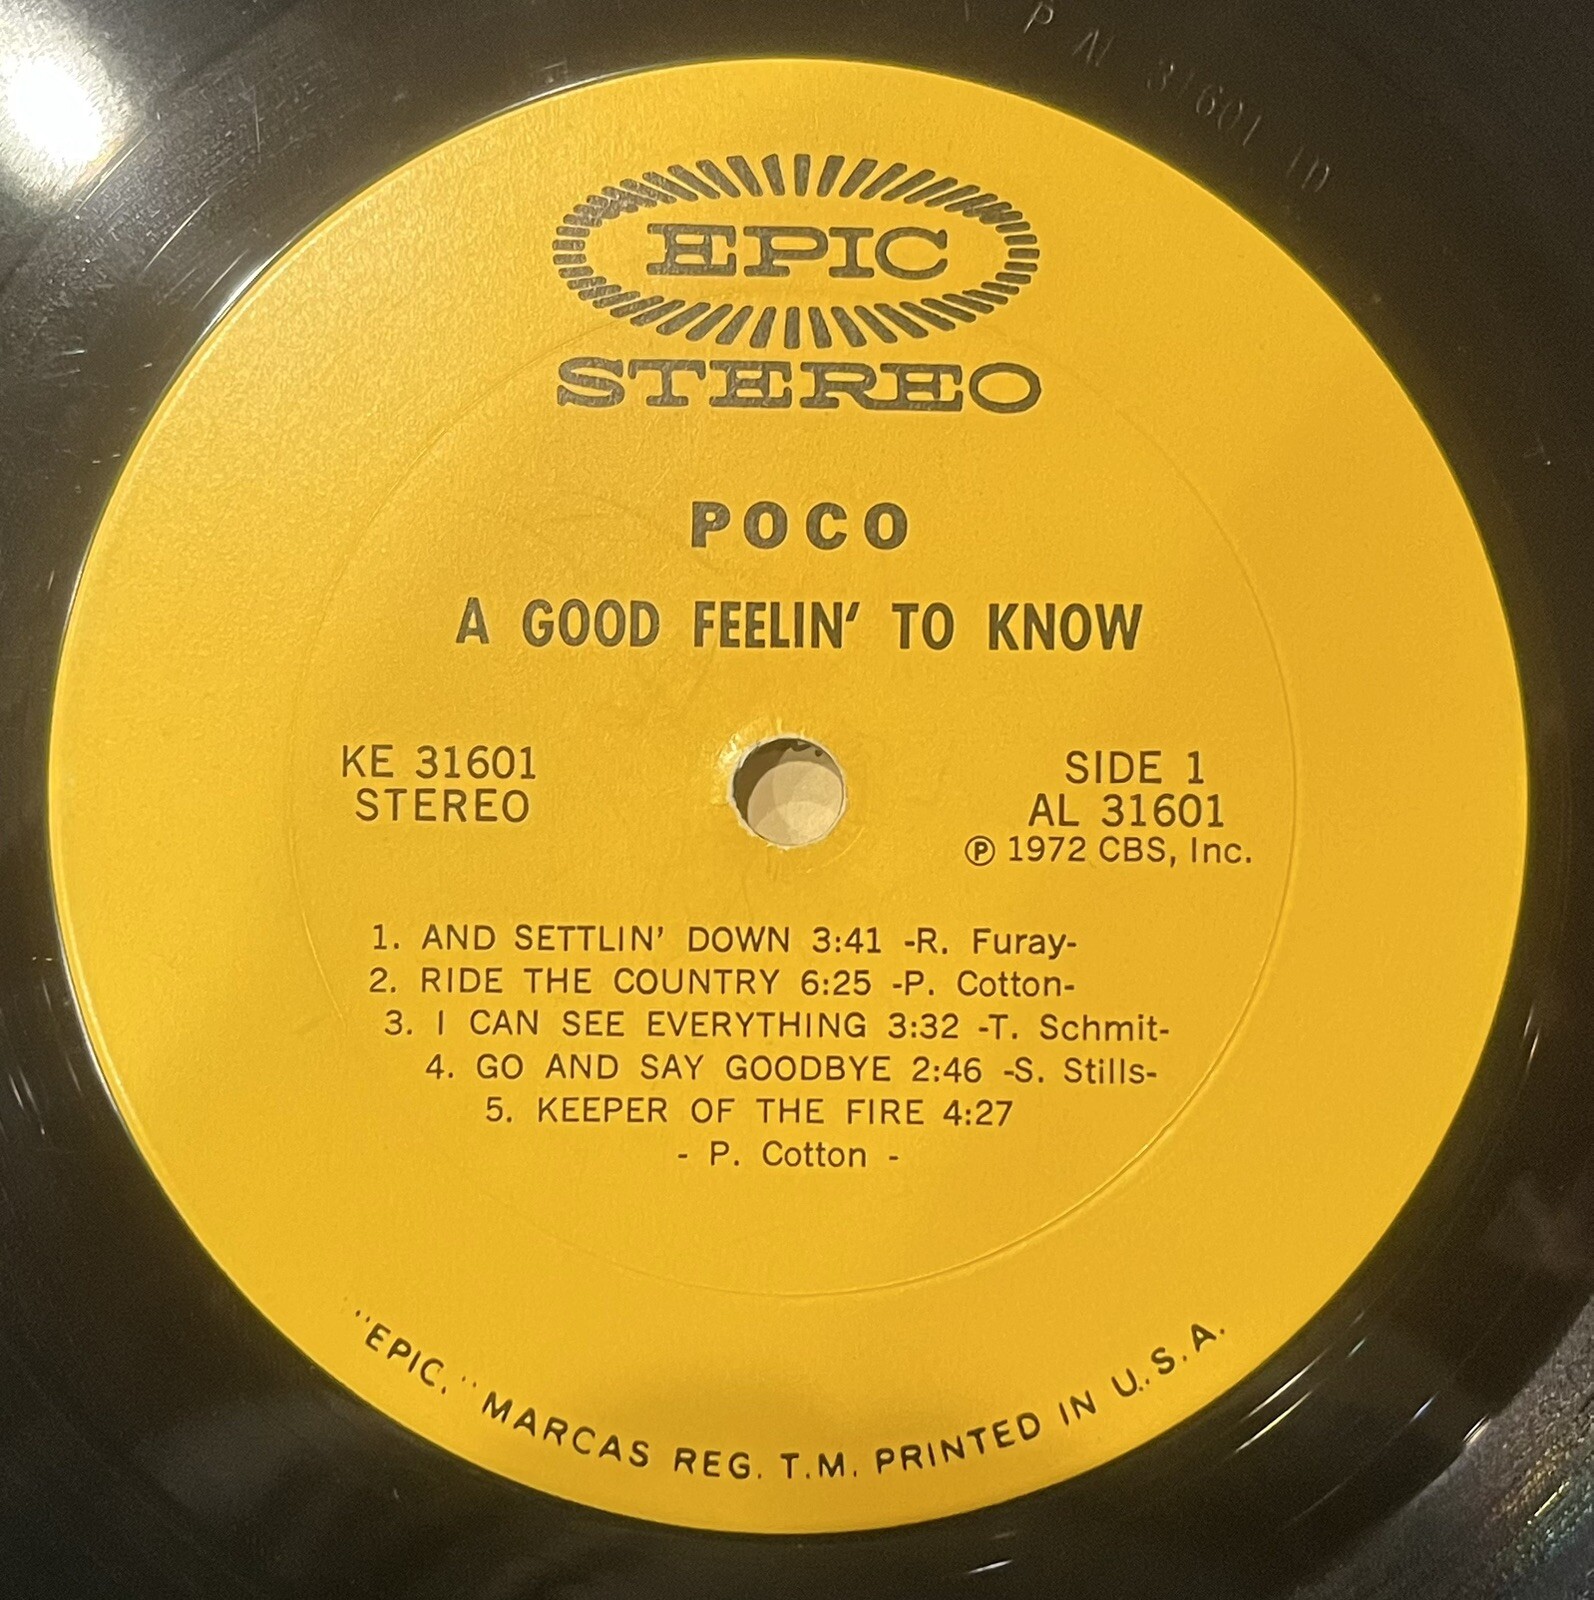 P AL 31601 1D
EPIC
STEREO
POCO
A GOOD FEELIN' TO KNOW
KE 31601
STEREO
SIDE 1
AL 31601
Ⓟ 1972 CBS, Inc.
1. AND SETTLIN' DOWN 3:41 -R. Furay-
2. RIDE THE COUNTRY 6:25 -P. Cotton-
3. I CAN SEE EVERYTHING 3:32 -T. Schmit-
4. GO AND SAY GOODBYE 2:46 -S. Stills-
5. KEEPER OF THE FIRE 4:27
- P. Cotton -
"EPIC," MARCAS REG. T.M. PRINTED IN U.S.A.